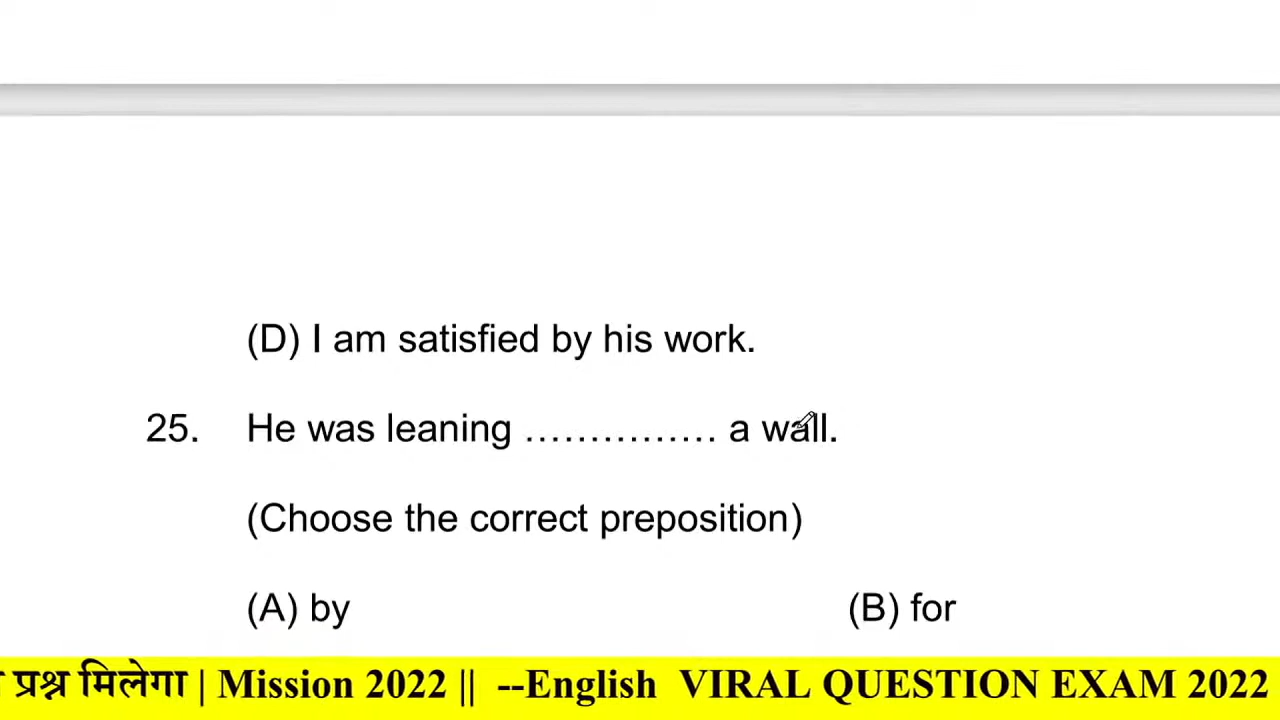 (D) I am satisfied by his work.
25. He was leaning ............... a wall.
(Choose the correct preposition)
(A) by (B) for
प्रश्न मिलेगा | Mission 2022 || --English VIRAL QUESTION EXAM 2022